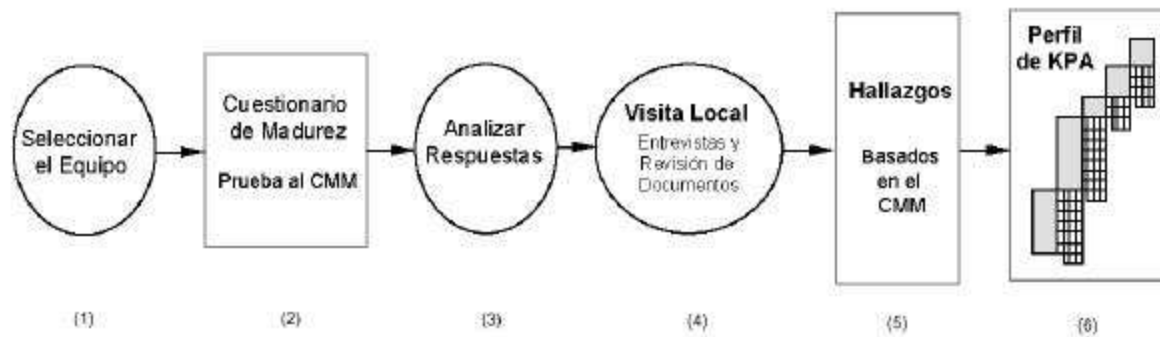 Seleccionar
el Equipo
Cuestionario
de Madurez
Prueba al CMM
Analizar
Respuestas
Visita Local
Entrevistas y
Revisión de
Documentos
Hallazgos
Basados
en el
CMM
Perfil
de KPA
(1)
(2)
(3)
(4)
(5)
(6)